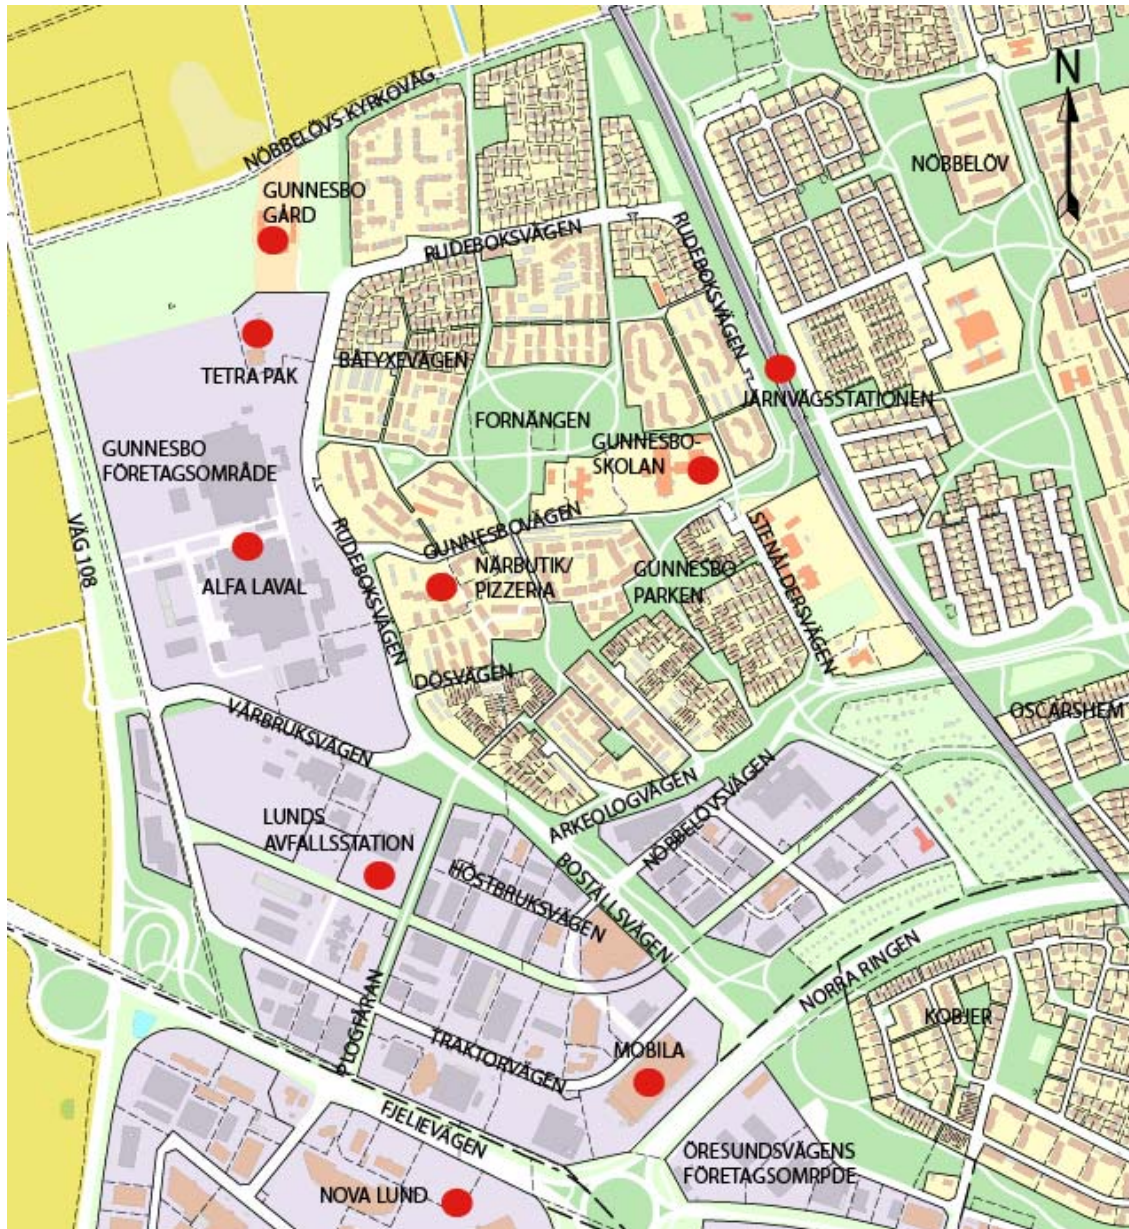 N
NÖBBELÖVS KYRKOVÄG
NÖBBELÖV
GUNNESBO
GÅRD
RUDEBOKSVÄGEN
RUDEBOKSVÄGEN
TETRA PAK
BÅTYXEVÄGEN
JÄRNVÄGSSTATIONEN
FORNÄNGEN
GUNNESBO-
SKOLAN
GUNNESBO
FÖRETAGSOMRÅDE
VÄG 108
RUDEBOKSVÄGEN
GUNNESBOVÄGEN
STENÅLDERSVÄGEN
ALFA LAVAL
NÄRBUTIK/
PIZZERIA
GUNNESBO
PARKEN
DÖSVÄGEN
OSCARSHEM
VÅRBRUKSVÄGEN
ARKEOLOGVÄGEN
NÖBBELÖVSVÄGEN
LUNDS
AVFALLSSTATION
HÖSTBRUKSVÄGEN
BOSTÄLLSVÄGEN
NORRA RINGEN
PLOGFÅRAN
TRAKTORVÄGEN
MOBILA
KOBJER
FJELIEVÄGEN
ÖRESUNDSVÄGENS
FÖRETAGSOMRPDE
NOVA LUND